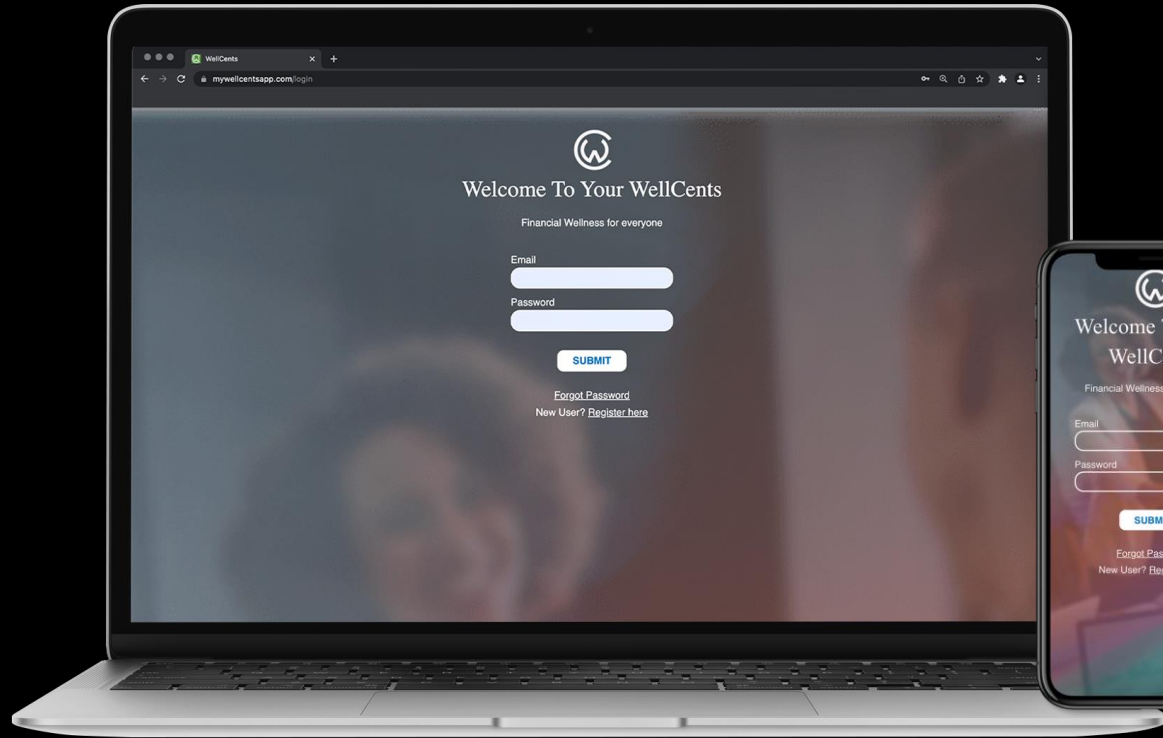 WellCents
mywellcentsapp.com/login
Welcome To Your WellCents
Financial Wellness for everyone
Email
Password
SUBMIT
Forgot Password
New User? Register here
Welcome
WellC
Financial Wellness
Email
Password
SUBM
Forgot Pas
New User? Re